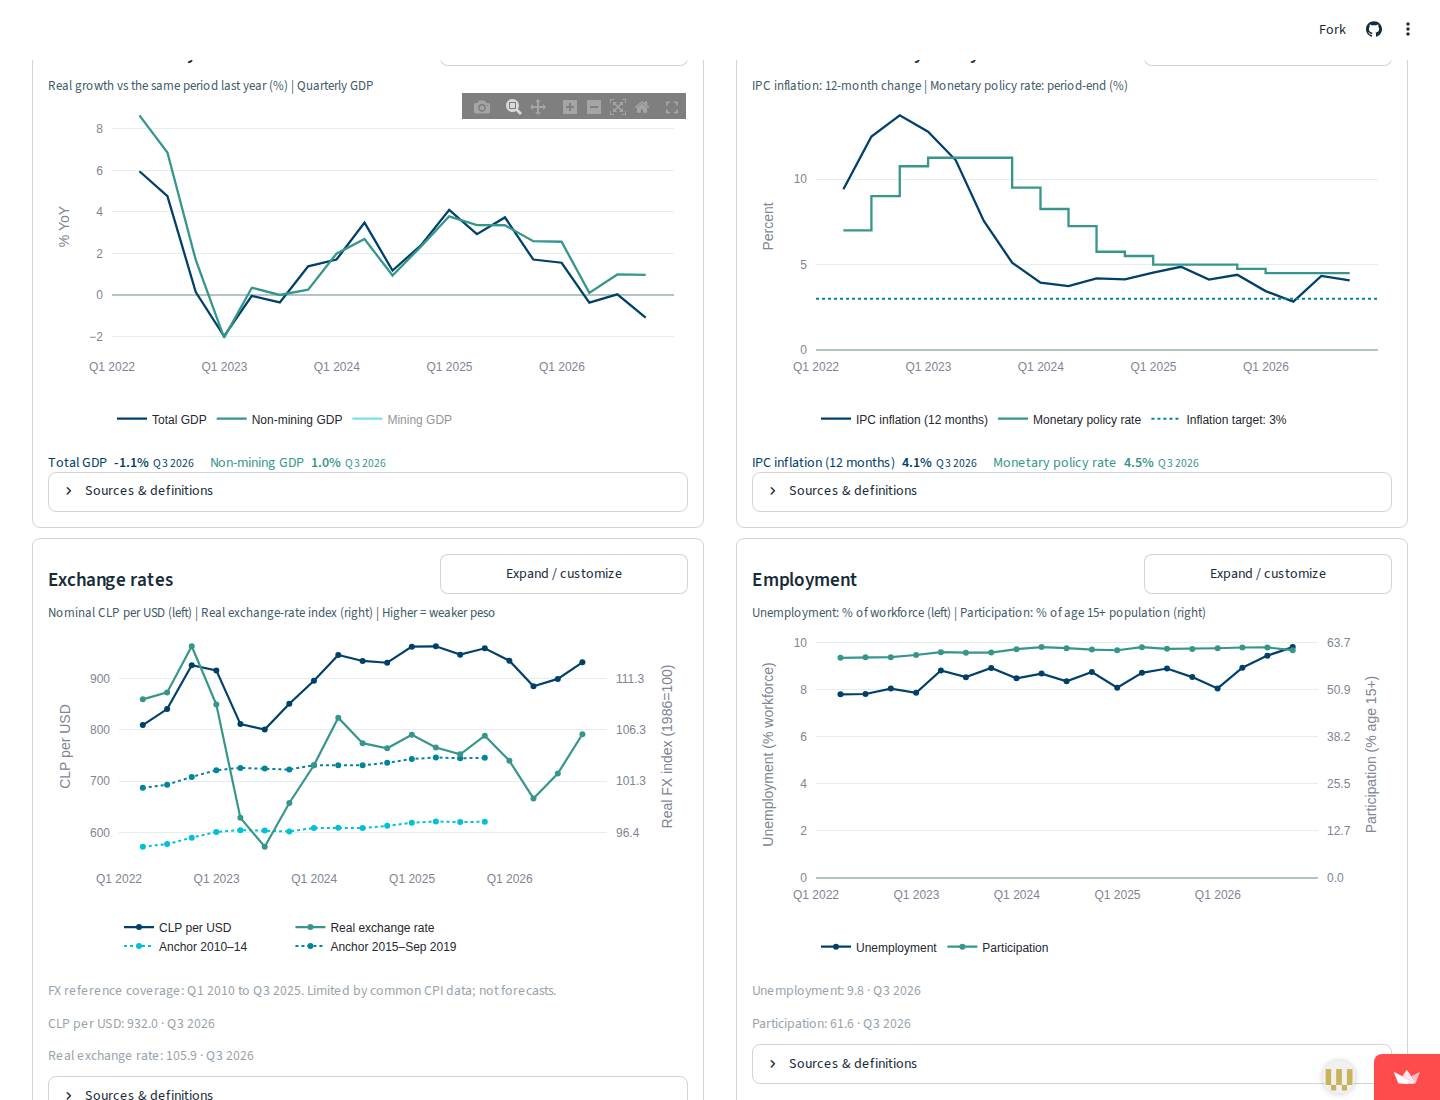 Fork
Real growth vs the same period last year (%) | Quarterly GDP
8
6
4
2
0
−2
% YoY
Q1 2022
Q1 2023
Q1 2024
Q1 2025
Q1 2026
Total GDP
Non-mining GDP
Mining GDP
Total GDP -1.1% Q3 2026 Non-mining GDP 1.0% Q3 2026
Sources & definitions
IPC inflation: 12-month change | Monetary policy rate: period-end (%)
10
5
0
Percent
Q1 2022
Q1 2023
Q1 2024
Q1 2025
Q1 2026
IPC inflation (12 months)
Monetary policy rate
Inflation target: 3%
IPC inflation (12 months) 4.1% Q3 2026 Monetary policy rate 4.5% Q3 2026
Sources & definitions
Exchange rates
Expand / customize
Nominal CLP per USD (left) | Real exchange-rate index (right) | Higher = weaker peso
900
800
700
600
CLP per USD
111.3
106.3
101.3
96.4
Real FX index (1986=100)
Q1 2022
Q1 2023
Q1 2024
Q1 2025
Q1 2026
CLP per USD
Real exchange rate
Anchor 2010–14
Anchor 2015–Sep 2019
FX reference coverage: Q1 2010 to Q3 2025. Limited by common CPI data; not forecasts.
CLP per USD: 932.0 · Q3 2026
Real exchange rate: 105.9 · Q3 2026
Sources & definitions
Employment
Expand / customize
Unemployment: % of workforce (left) | Participation: % of age 15+ population (right)
10
8
6
4
2
0
Unemployment (% workforce)
63.7
50.9
38.2
25.5
12.7
0.0
Participation (% age 15+)
Q1 2022
Q1 2023
Q1 2024
Q1 2025
Q1 2026
Unemployment
Participation
Unemployment: 9.8 · Q3 2026
Participation: 61.6 · Q3 2026
Sources & definitions